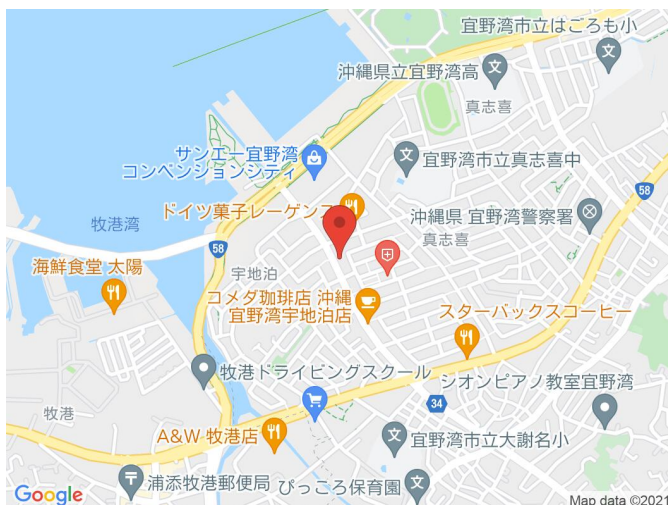 宜野湾市立はごろも小
沖縄県立宜野湾高
真志喜
サンエー宜野湾
コンベンションシティ
宜野湾市立真志喜中
58
ドイツ菓子レーゲンス
沖縄県 宜野湾警察署
牧港湾
58
真志喜
宇地泊
海鮮食堂 太陽
コメダ珈琲店 沖縄
宜野湾宇地泊店
スターバックスコーヒー
牧港ドライビングスクール
シオンピアノ教室宜野湾
34
牧港
A&W 牧港店
宜野湾市立大謝名小
浦添牧港郵便局
ぴっころ保育園
Google
Map data ©2021